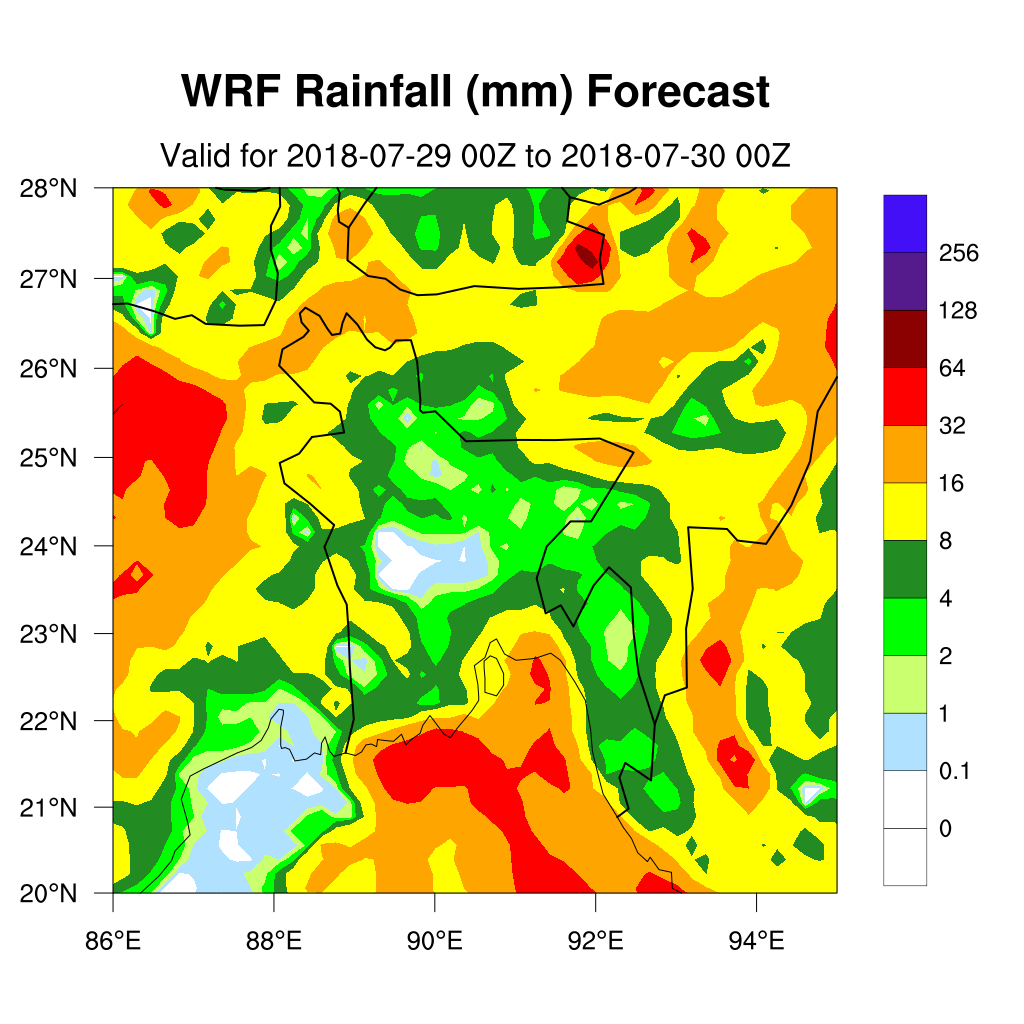 WRF Rainfall (mm) Forecast
Valid for 2018-07-29 00Z to 2018-07-30 00Z
28°N
27°N
26°N
25°N
24°N
23°N
22°N
21°N
20°N
86°E
88°E
90°E
92°E
94°E
256
128
64
32
16
8
4
2
1
0.1
0